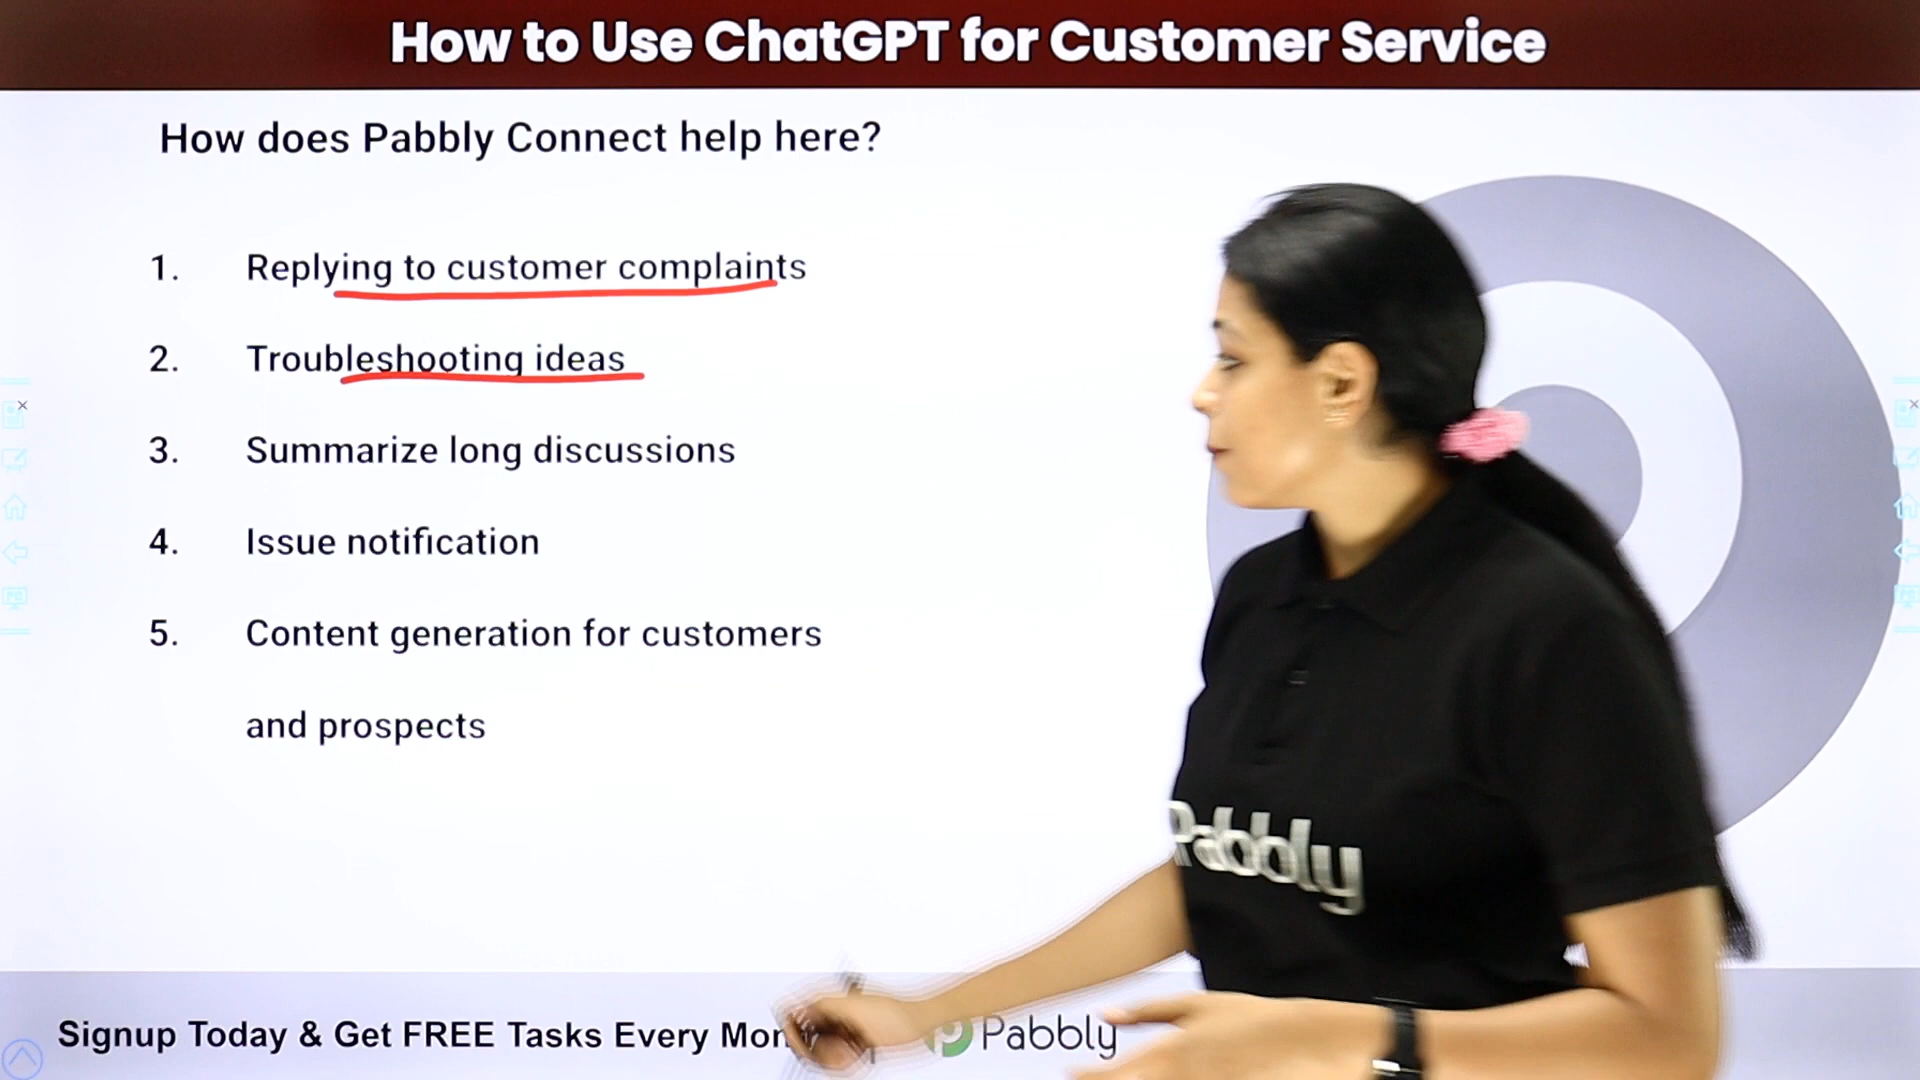 How to Use ChatGPT for Customer Service
How does Pabbly Connect help here?
1. Replying to customer complaints
2. Troubleshooting ideas
3. Summarize long discussions
4. Issue notification
5. Content generation for customers
and prospects
Pabbly
Signup Today & Get FREE Tasks Every
Pabbly